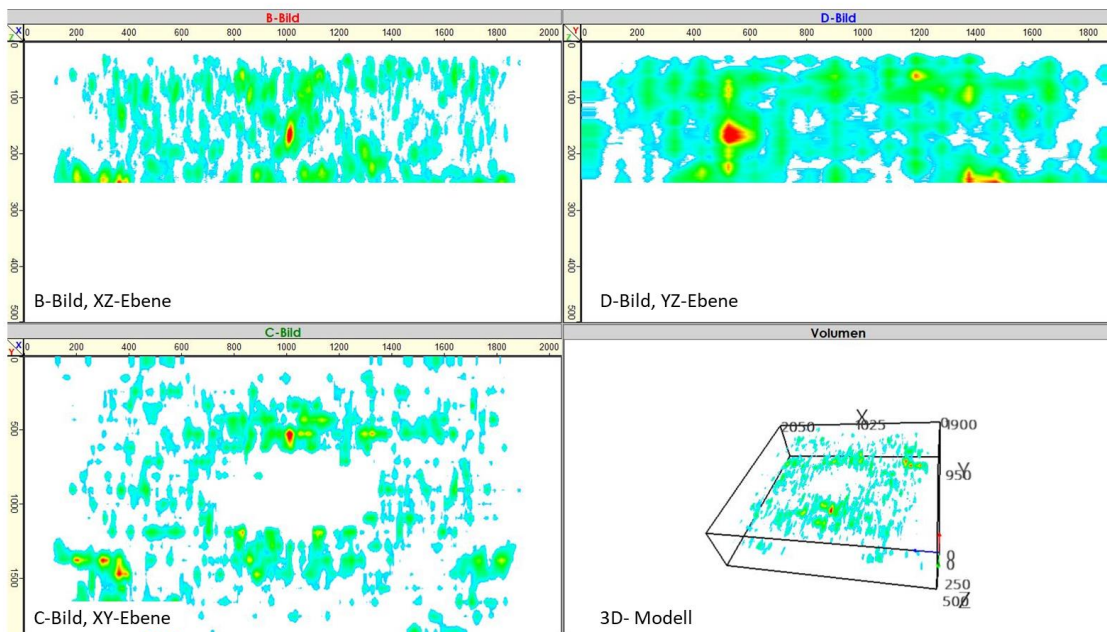 B-Bild
D-Bild
X
Z
0 200 400 600 800 1000 1200 1400 1600 1800 2000
Y
Z
0 200 400 600 800 1000 1200 1400 1600 1800
0
100
200
300
400
500
0
100
200
300
400
500
B-Bild, XZ-Ebene
D-Bild, YZ-Ebene
C-Bild
Volumen
X
Y
0 200 400 600 800 1000 1200 1400 1600 1800 2000
0
500
1000
1500
X
2050 1025 0 1900
Y
950
0
0
250
500
Z
C-Bild, XY-Ebene
3D- Modell